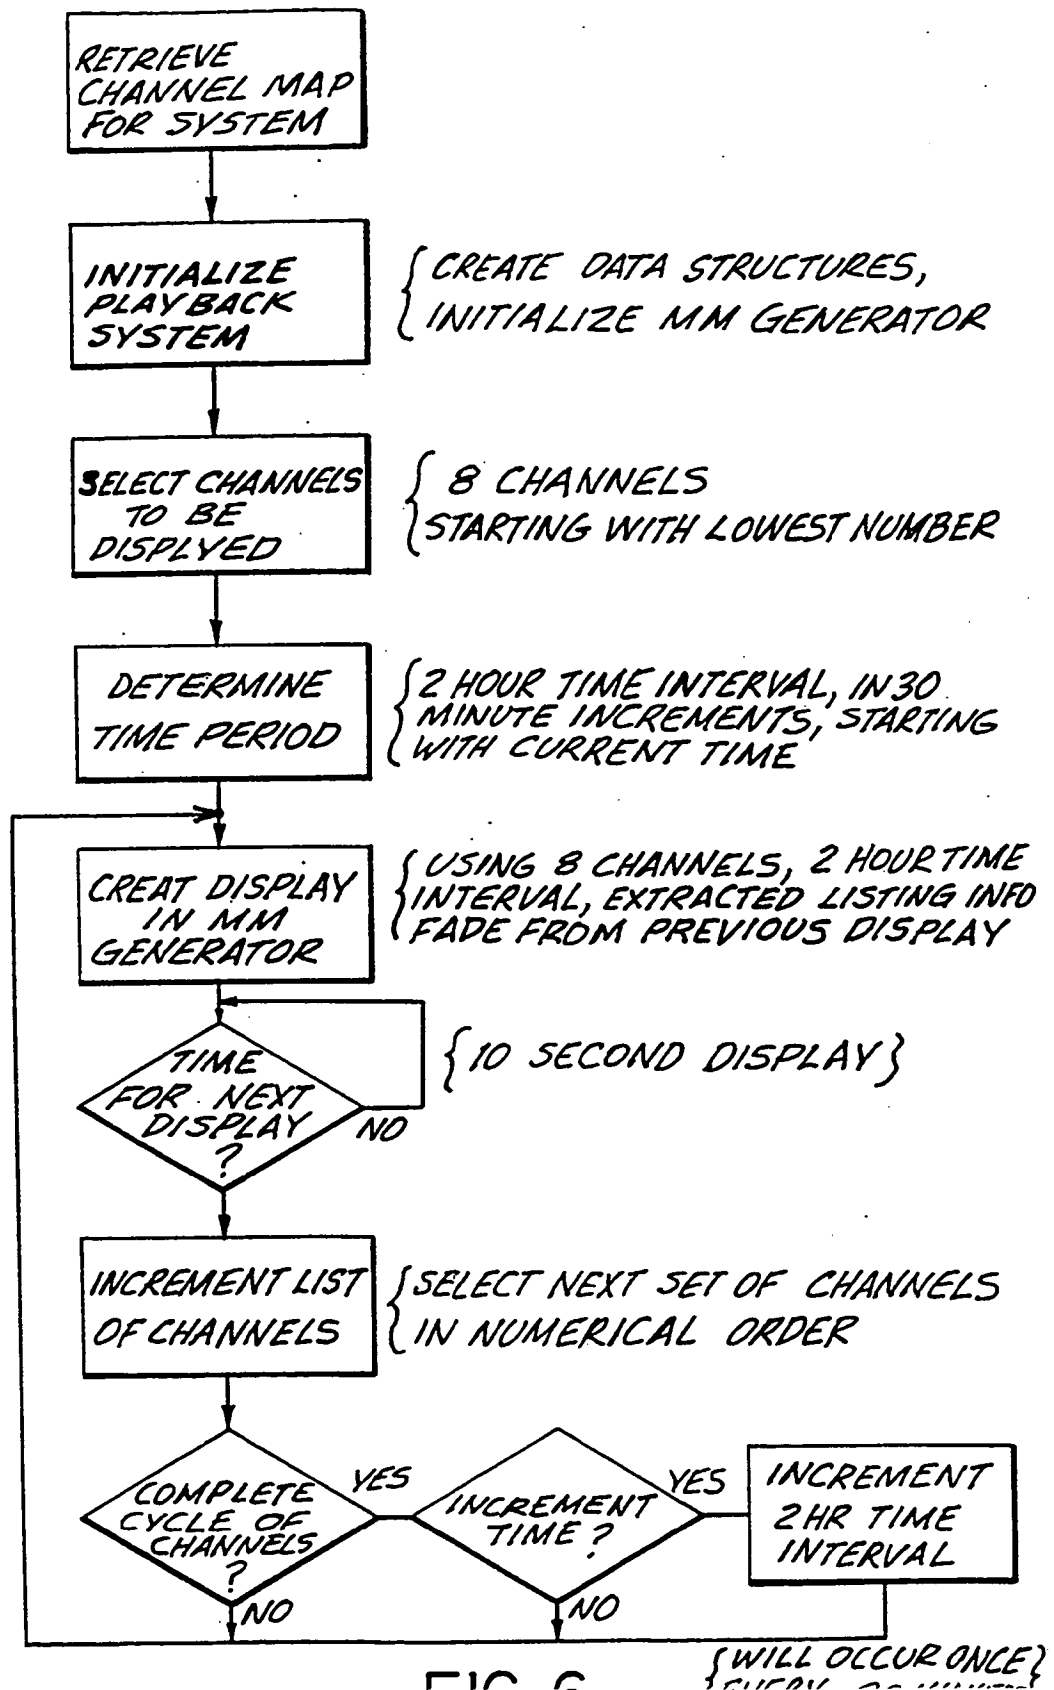 RETRIEVE
CHANNEL MAP
FOR SYSTEM
INITIALIZE
PLAYBACK
SYSTEM
{ CREATE DATA STRUCTURES,
INITIALIZE MM GENERATOR
SELECT CHANNELS
TO BE
DISPLYED
{ 8 CHANNELS
STARTING WITH LOWEST NUMBER
DETERMINE
TIME PERIOD
{ 2 HOUR TIME INTERVAL, IN 30
MINUTE INCREMENTS, STARTING
WITH CURRENT TIME
CREAT DISPLAY
IN MM
GENERATOR
{ USING 8 CHANNELS, 2 HOUR TIME
INTERVAL, EXTRACTED LISTING INFO
FADE FROM PREVIOUS DISPLAY
TIME
FOR NEXT
DISPLAY
?
NO
{10 SECOND DISPLAY}
INCREMENT LIST
OF CHANNELS
{ SELECT NEXT SET OF CHANNELS
IN NUMERICAL ORDER
COMPLETE
CYCLE OF
CHANNELS
?
YES
NO
INCREMENT
TIME?
YES
NO
INCREMENT
2HR TIME
INTERVAL
{WILL OCCUR ONCE}
EVERY
FIG. 6